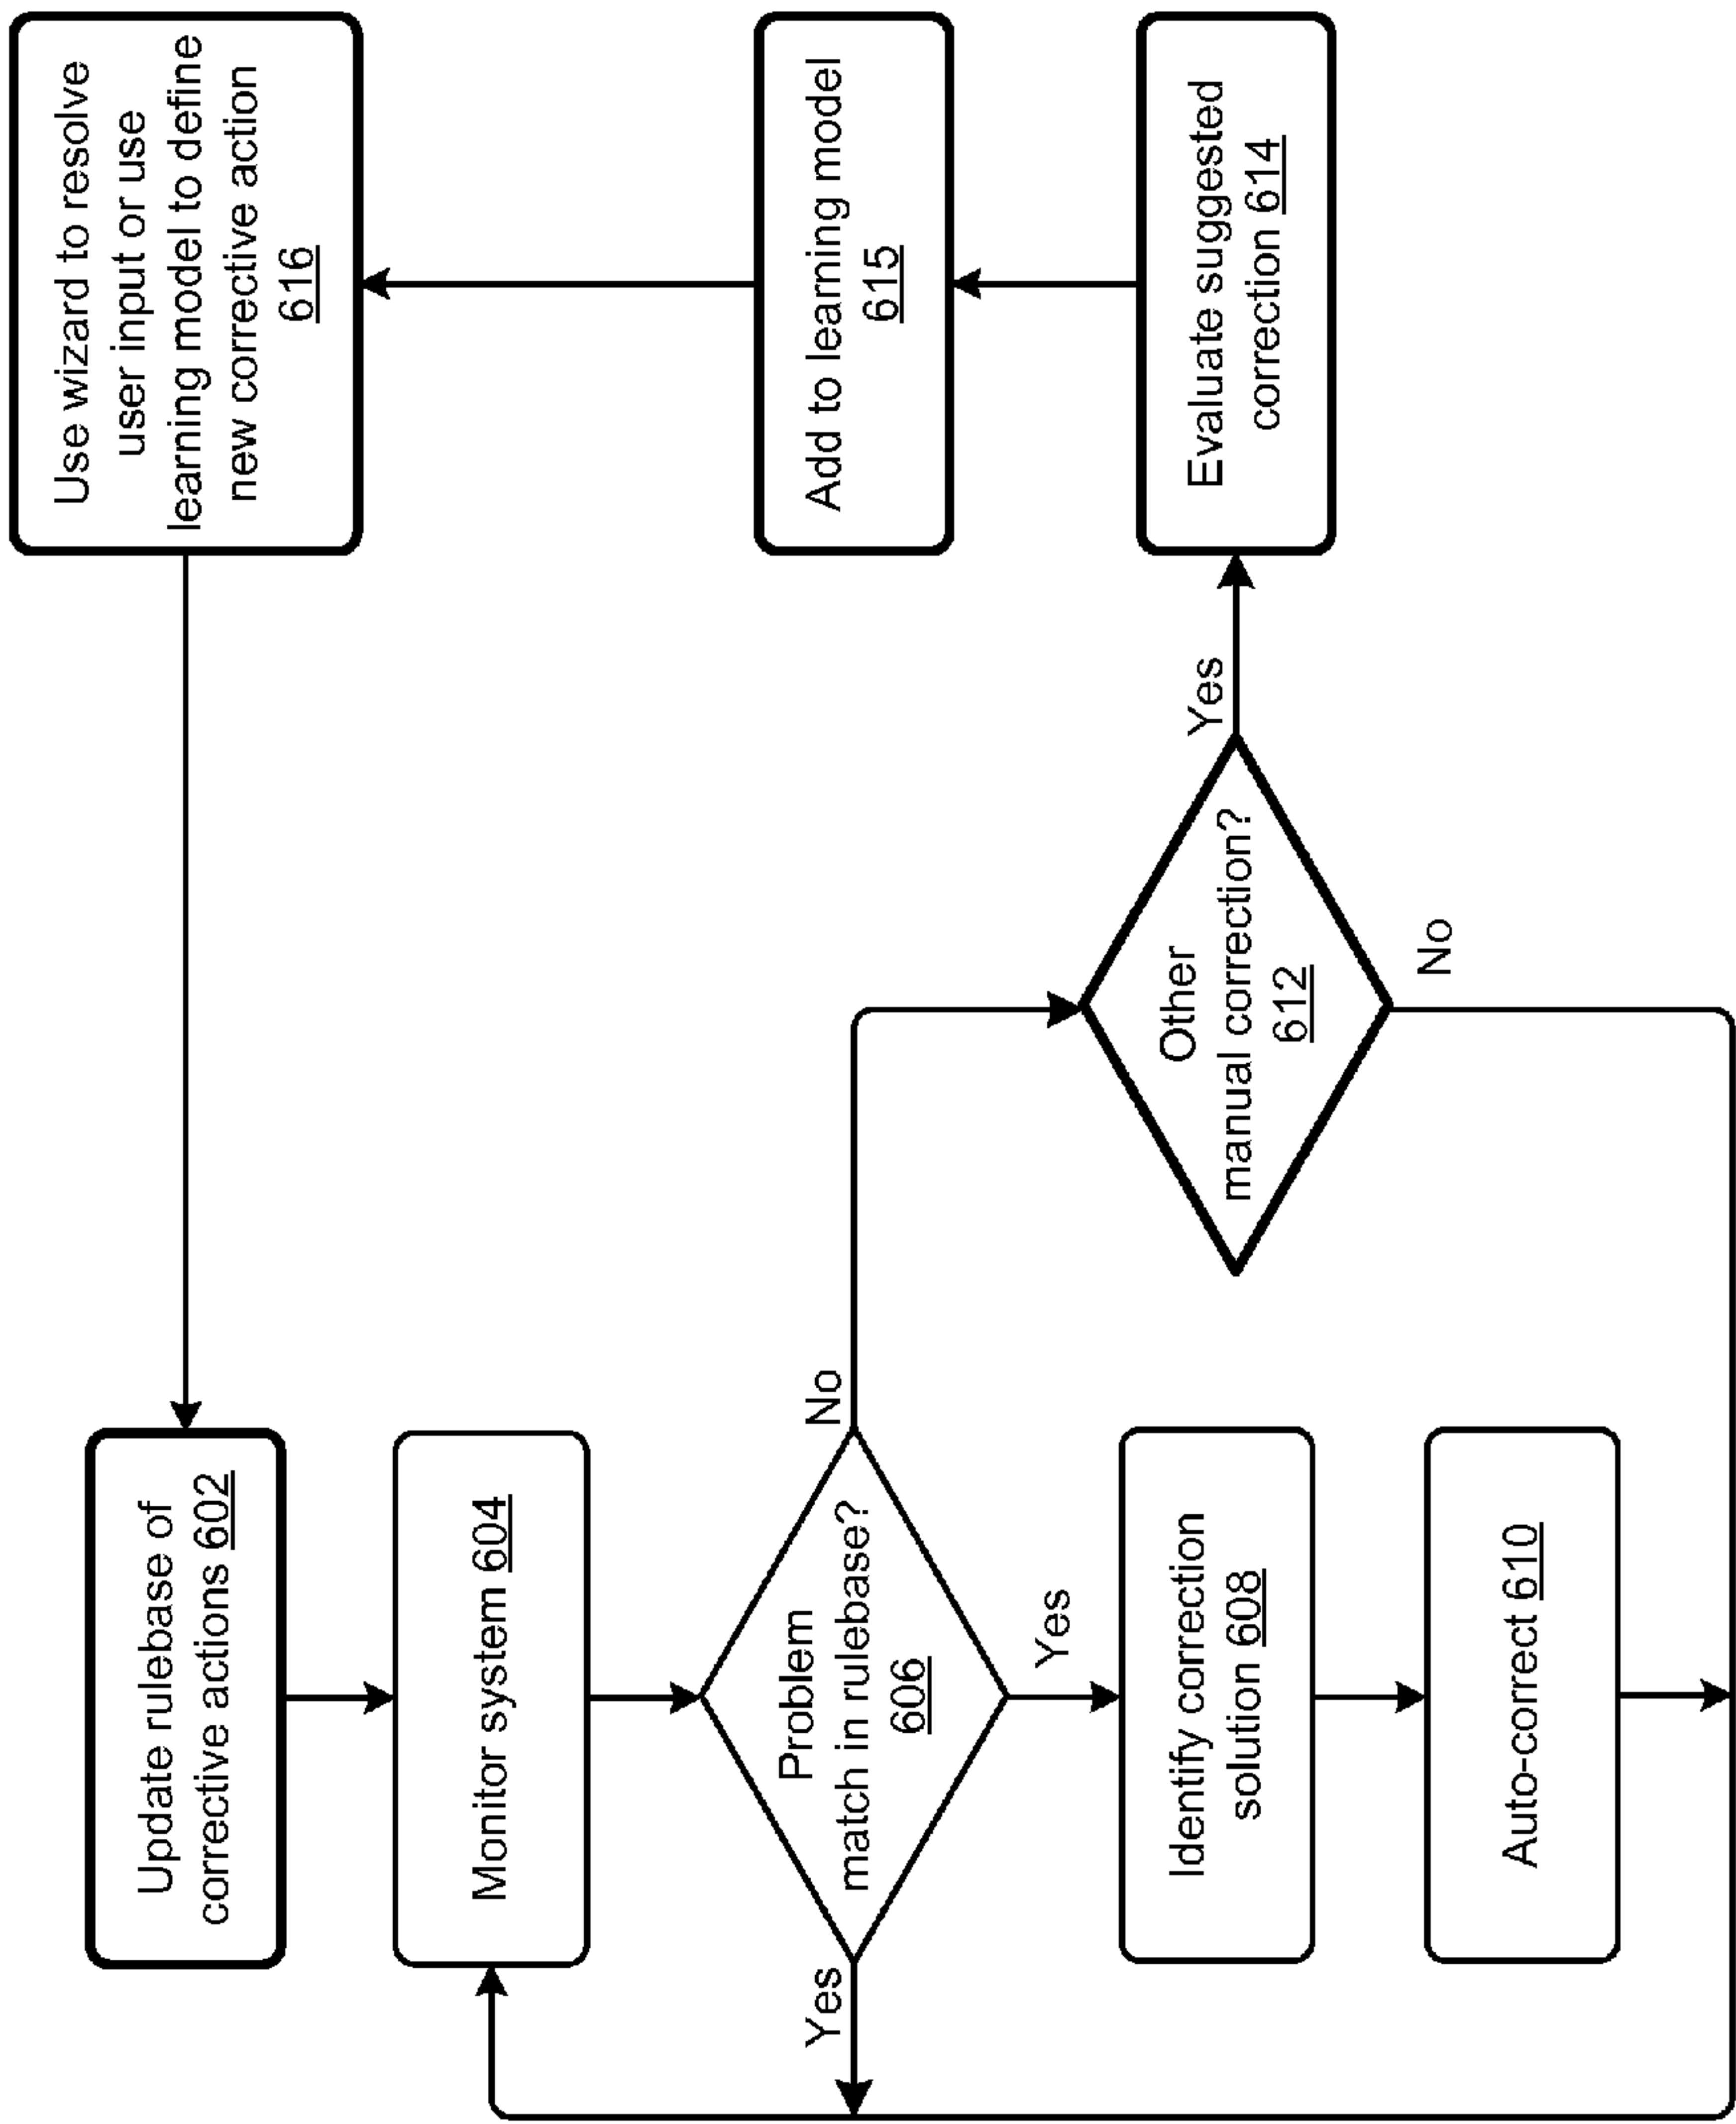 Update rulebase of
corrective actions 602
Monitor system 604
Problem
match in rulebase?
606
Yes
No
Yes
Identify correction
solution 608
Auto-correct 610
Other
manual correction?
612
Yes
No
Evaluate suggested
correction 614
Add to learning model
615
Use wizard to resolve
user input or use
learning model to define
new corrective action
616